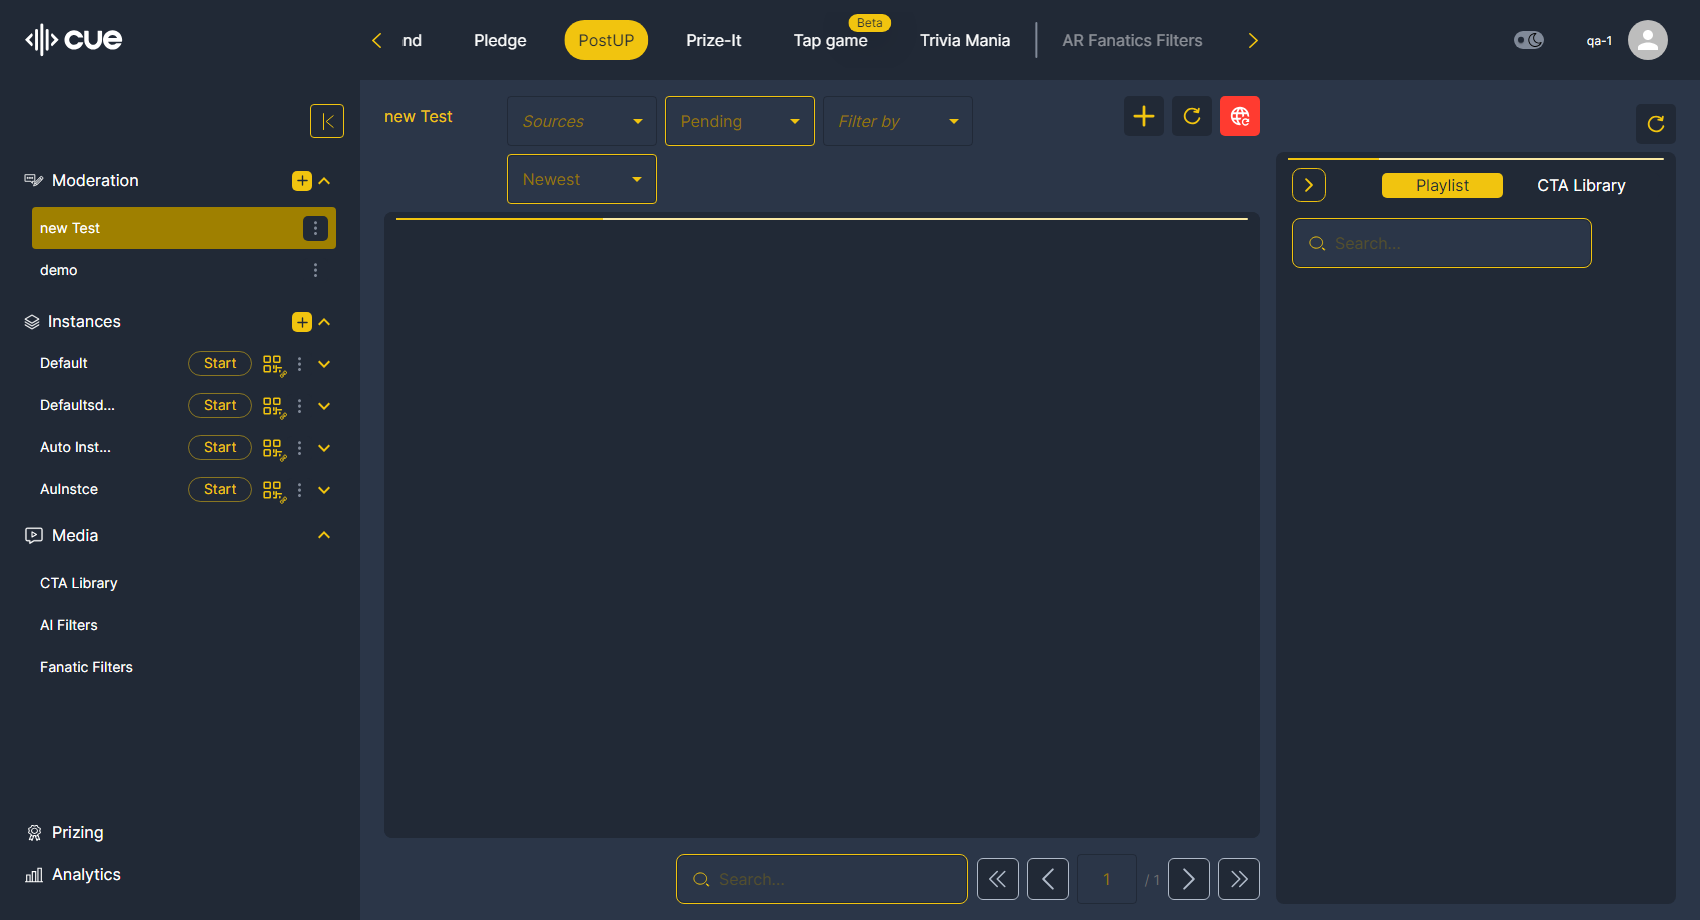 cue
nd
Pledge
PostUP
Prize-It
Beta
Tap game
Trivia Mania
AR Fanatics Filters
qa-1
Moderation
new Test
demo
Instances
Default
Start
Defaultsd...
Start
Auto Inst...
Start
AuInstce
Start
Media
CTA Library
AI Filters
Fanatic Filters
Prizing
Analytics
new Test
Sources
Pending
Filter by
Newest
Search...
1
/ 1
Playlist
CTA Library
Search...